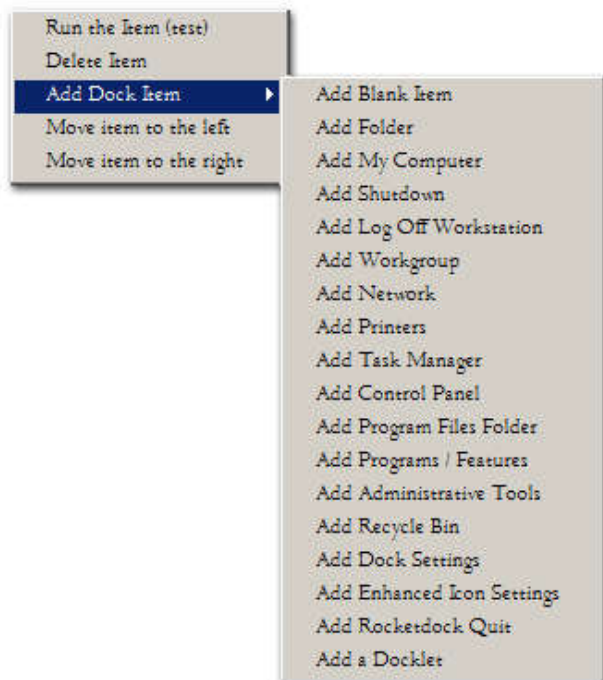 Run the Item (test)
Delete Item
Add Dock Item
Move item to the left
Move item to the right
Add Blank Item
Add Folder
Add My Computer
Add Shutdown
Add Log Off Workstation
Add Workgroup
Add Network
Add Printers
Add Task Manager
Add Control Panel
Add Program Files Folder
Add Programs / Features
Add Administrative Tools
Add Recycle Bin
Add Dock Settings
Add Enhanced Icon Settings
Add Rocketdock Quit
Add a Docklet